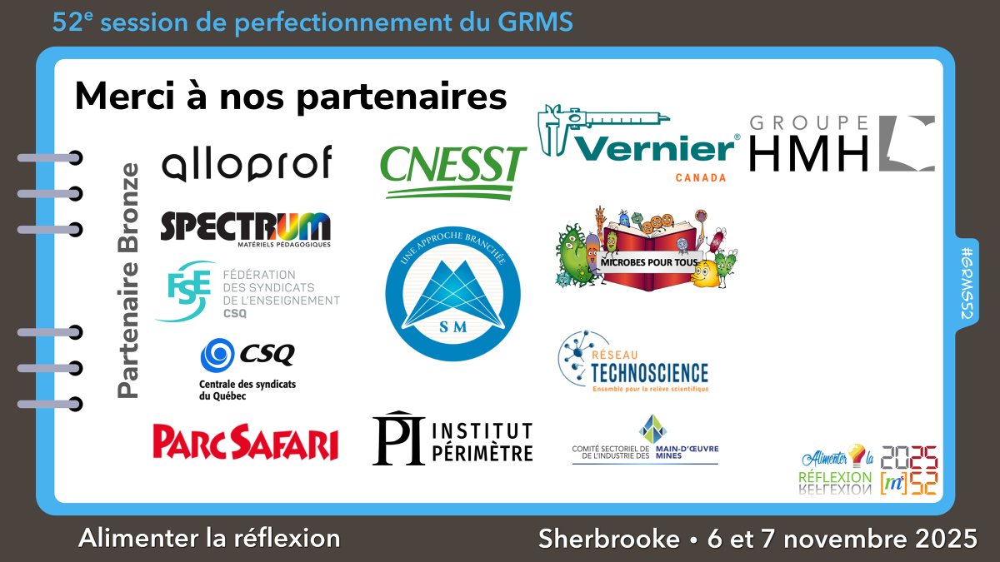 52e session de perfectionnement du GRMS
Merci à nos partenaires
Partenaire Bronze
alloprof
CNESST
Vernier®
CANADA
GROUPE
HMH
SPECTRUM
MATÉRIELS PÉDAGOGIQUES
UNE APPROCHE BRANCHÉE
SM
MICROBES POUR TOUS
FSE
FÉDÉRATION
DES SYNDICATS
DE L'ENSEIGNEMENT
CSQ
CSQ
Centrale des syndicats
du Québec
RÉSEAU
TECHNOSCIENCE
Ensemble pour la relève scientifique
PARC SAFARI
PI
INSTITUT
PÉRIMÈTRE
COMITÉ SECTORIEL DE MAIN-D'ŒUVRE
DE L'INDUSTRIE DES MINES
#GRMS52
Alimenter la
RÉFLEXION
2025
[ms]52
Alimenter la réflexion
Sherbrooke • 6 et 7 novembre 2025